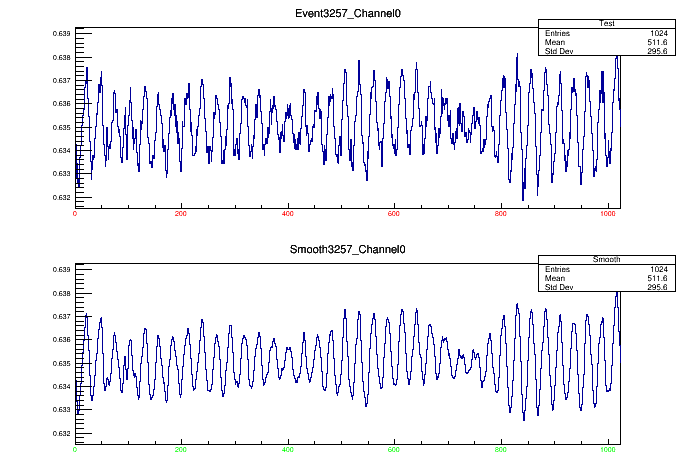 Event3257_Channel0
Test
Entries 1024
Mean 511.6
Std Dev 295.6
0.639
0.638
0.637
0.636
0.635
0.634
0.633
0.632
0 200 400 600 800 1000
Smooth3257_Channel0
Smooth
Entries 1024
Mean 511.6
Std Dev 295.6
0.639
0.638
0.637
0.636
0.635
0.634
0.633
0.632
0 200 400 600 800 1000